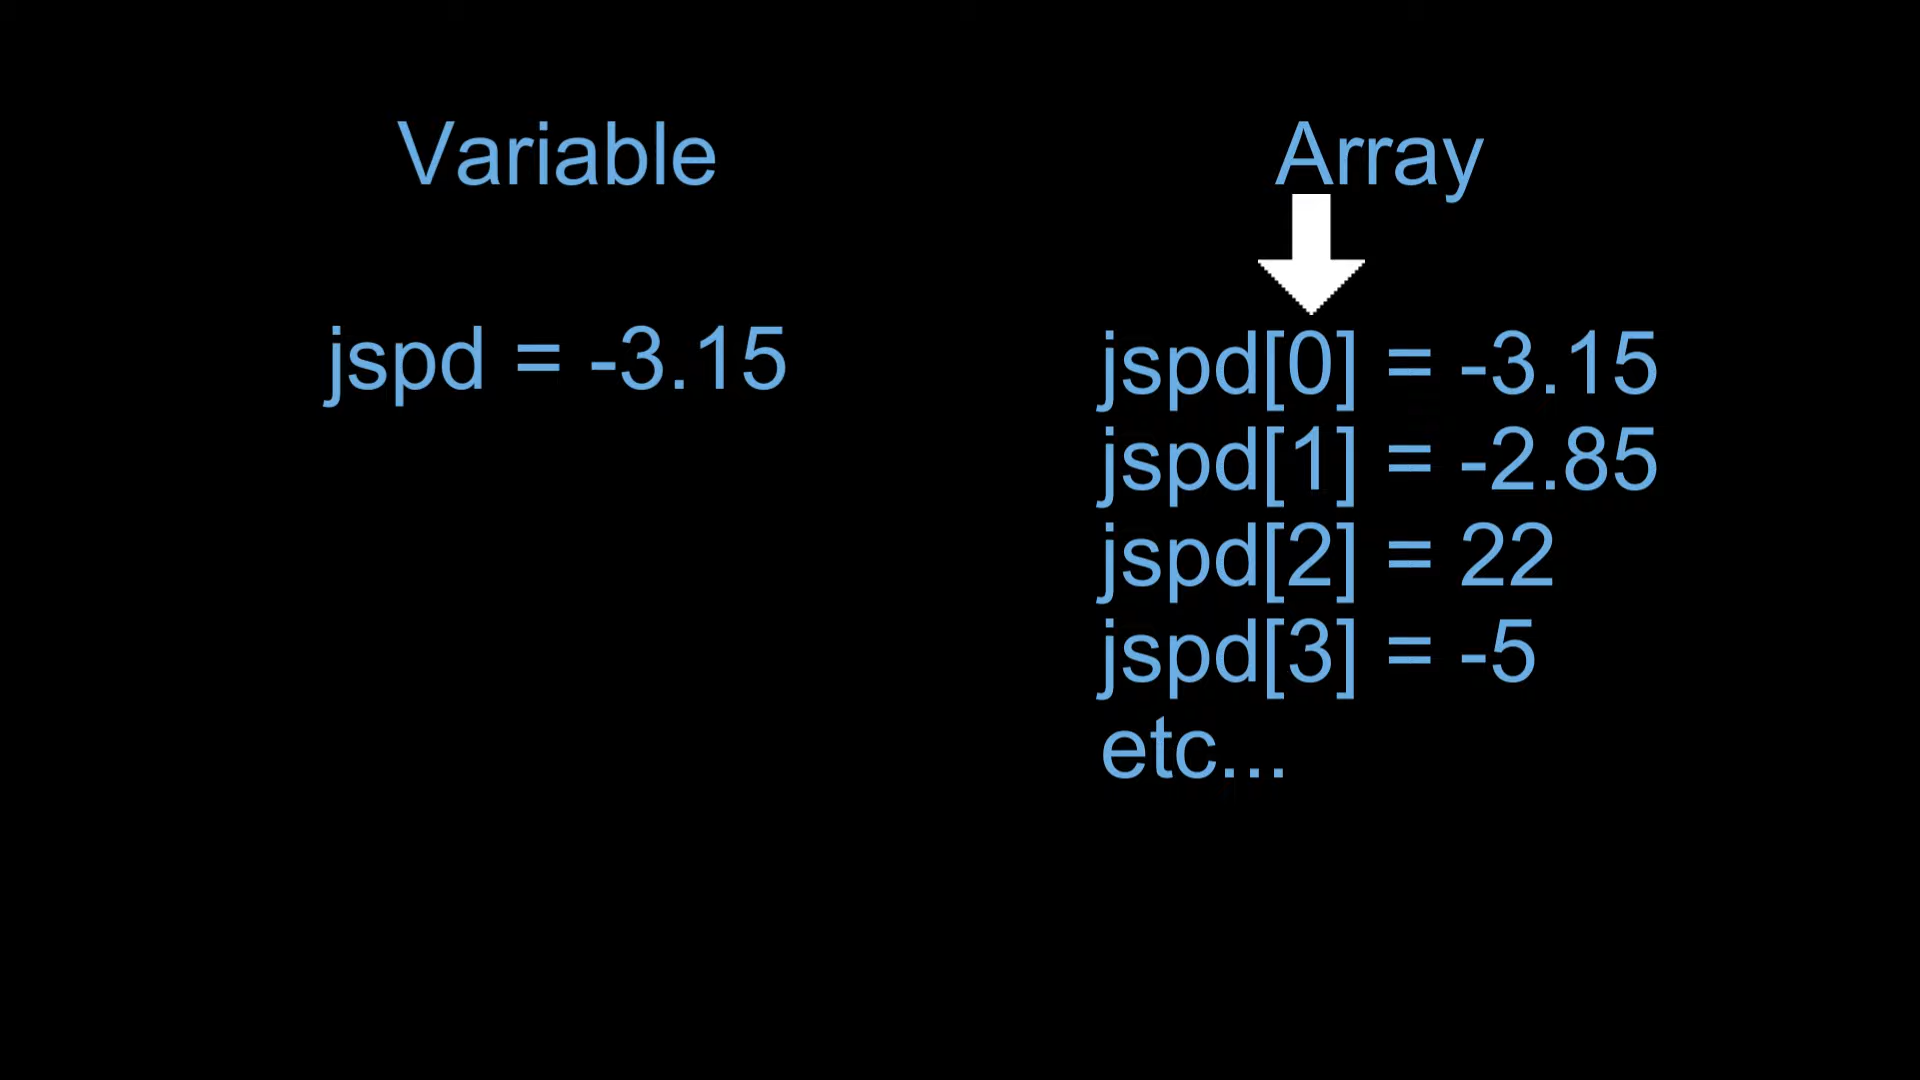 Variable
jspd = -3.15
Array
jspd[0] = -3.15
jspd[1] = -2.85
jspd[2] = 22
jspd[3] = -5
etc...